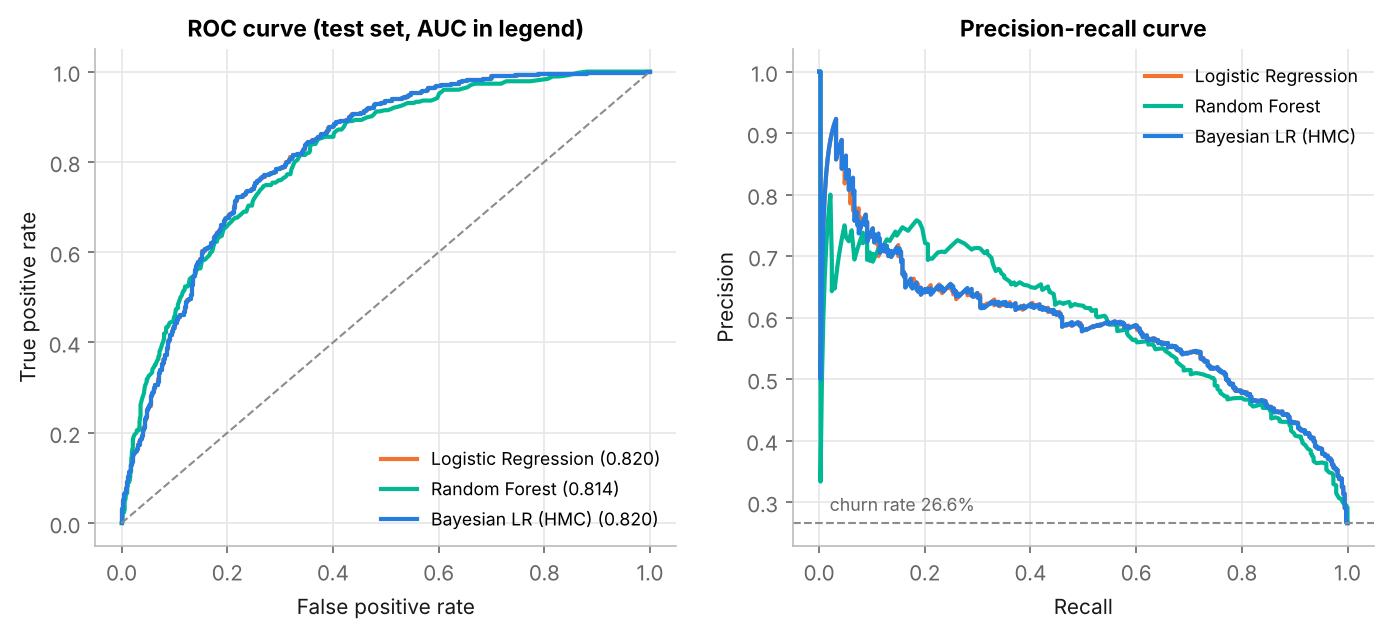 ROC curve (test set, AUC in legend)
True positive rate
1.0
0.8
0.6
0.4
0.2
0.0
Logistic Regression (0.820)
Random Forest (0.814)
Bayesian LR (HMC) (0.820)
0.0 0.2 0.4 0.6 0.8 1.0
False positive rate
Precision-recall curve
Precision
1.0
0.9
0.8
0.7
0.6
0.5
0.4
0.3
Logistic Regression
Random Forest
Bayesian LR (HMC)
churn rate 26.6%
0.0 0.2 0.4 0.6 0.8 1.0
Recall